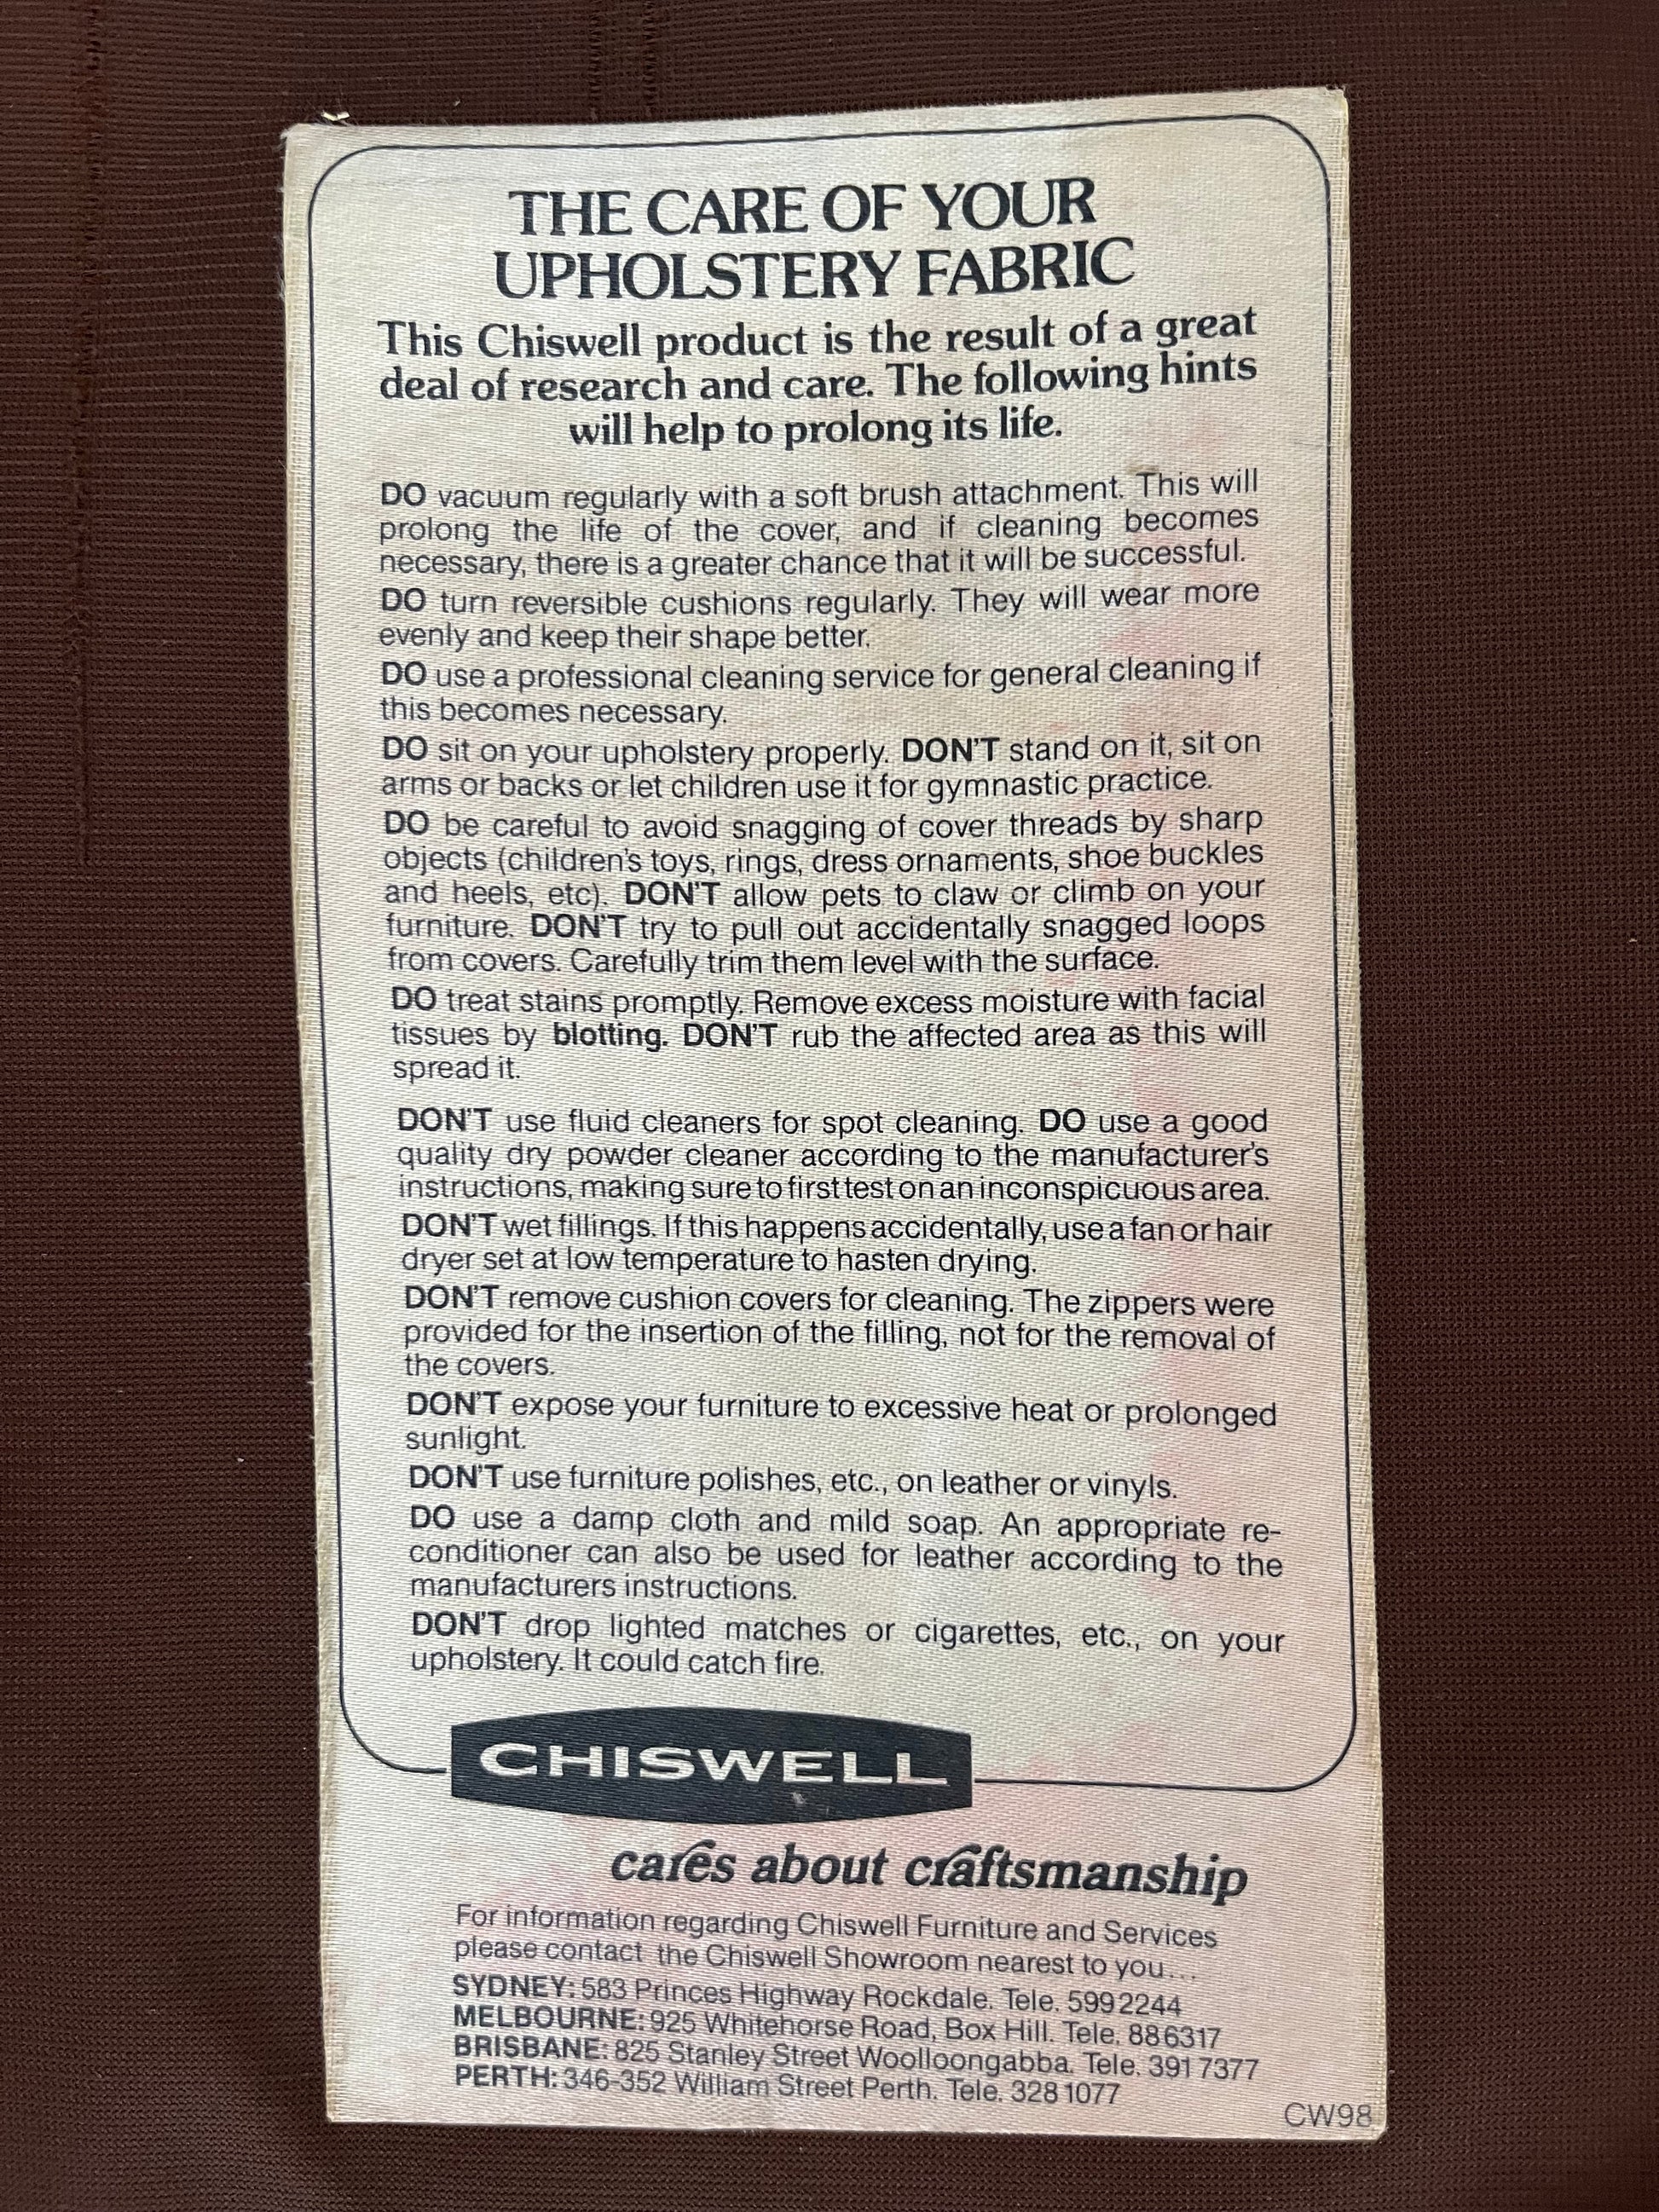 THE CARE OF YOUR
UPHOLSTERY FABRIC
This Chiswell product is the result of a great
deal of research and care. The following hints
will help to prolong its life.
DO vacuum regularly with a soft brush attachment. This will
prolong the life of the cover, and if cleaning becomes
necessary, there is a greater chance that it will be successful.
DO turn reversible cushions regularly. They will wear more
evenly and keep their shape better.
DO use a professional cleaning service for general cleaning if
this becomes necessary.
DO sit on your upholstery properly. DON'T stand on it, sit on
arms or backs or let children use it for gymnastic practice.
DO be careful to avoid snagging of cover threads by sharp
objects (children's toys, rings, dress ornaments, shoe buckles
and heels, etc). DON'T allow pets to claw or climb on your
furniture. DON'T try to pull out accidentally snagged loops
from covers. Carefully trim them level with the surface.
DO treat stains promptly. Remove excess moisture with facial
tissues by blotting. DON'T rub the affected area as this will
spread it.
DON'T use fluid cleaners for spot cleaning. DO use a good
quality dry powder cleaner according to the manufacturer's
instructions, making sure to first test on an inconspicuous area.
DON'T wet fillings. If this happens accidentally, use a fan or hair
dryer set at low temperature to hasten drying.
DON'T remove cushion covers for cleaning. The zippers were
provided for the insertion of the filling, not for the removal of
the covers.
DON'T expose your furniture to excessive heat or prolonged
sunlight.
DON'T use furniture polishes, etc., on leather or vinyls.
DO use a damp cloth and mild soap. An appropriate re-
conditioner can also be used for leather according to the
manufacturers instructions.
DON'T drop lighted matches or cigarettes, etc., on your
upholstery. It could catch fire.
CHISWELL
cares about craftsmanship
For information regarding Chiswell Furniture and Services
please contact the Chiswell Showroom nearest to you...
SYDNEY: 583 Princes Highway Rockdale. Tele. 599 2244
MELBOURNE: 925 Whitehorse Road, Box Hill. Tele. 88 6317
BRISBANE: 825 Stanley Street Woolloongabba. Tele. 391 7377
PERTH: 346-352 William Street Perth. Tele. 328 1077
CW98